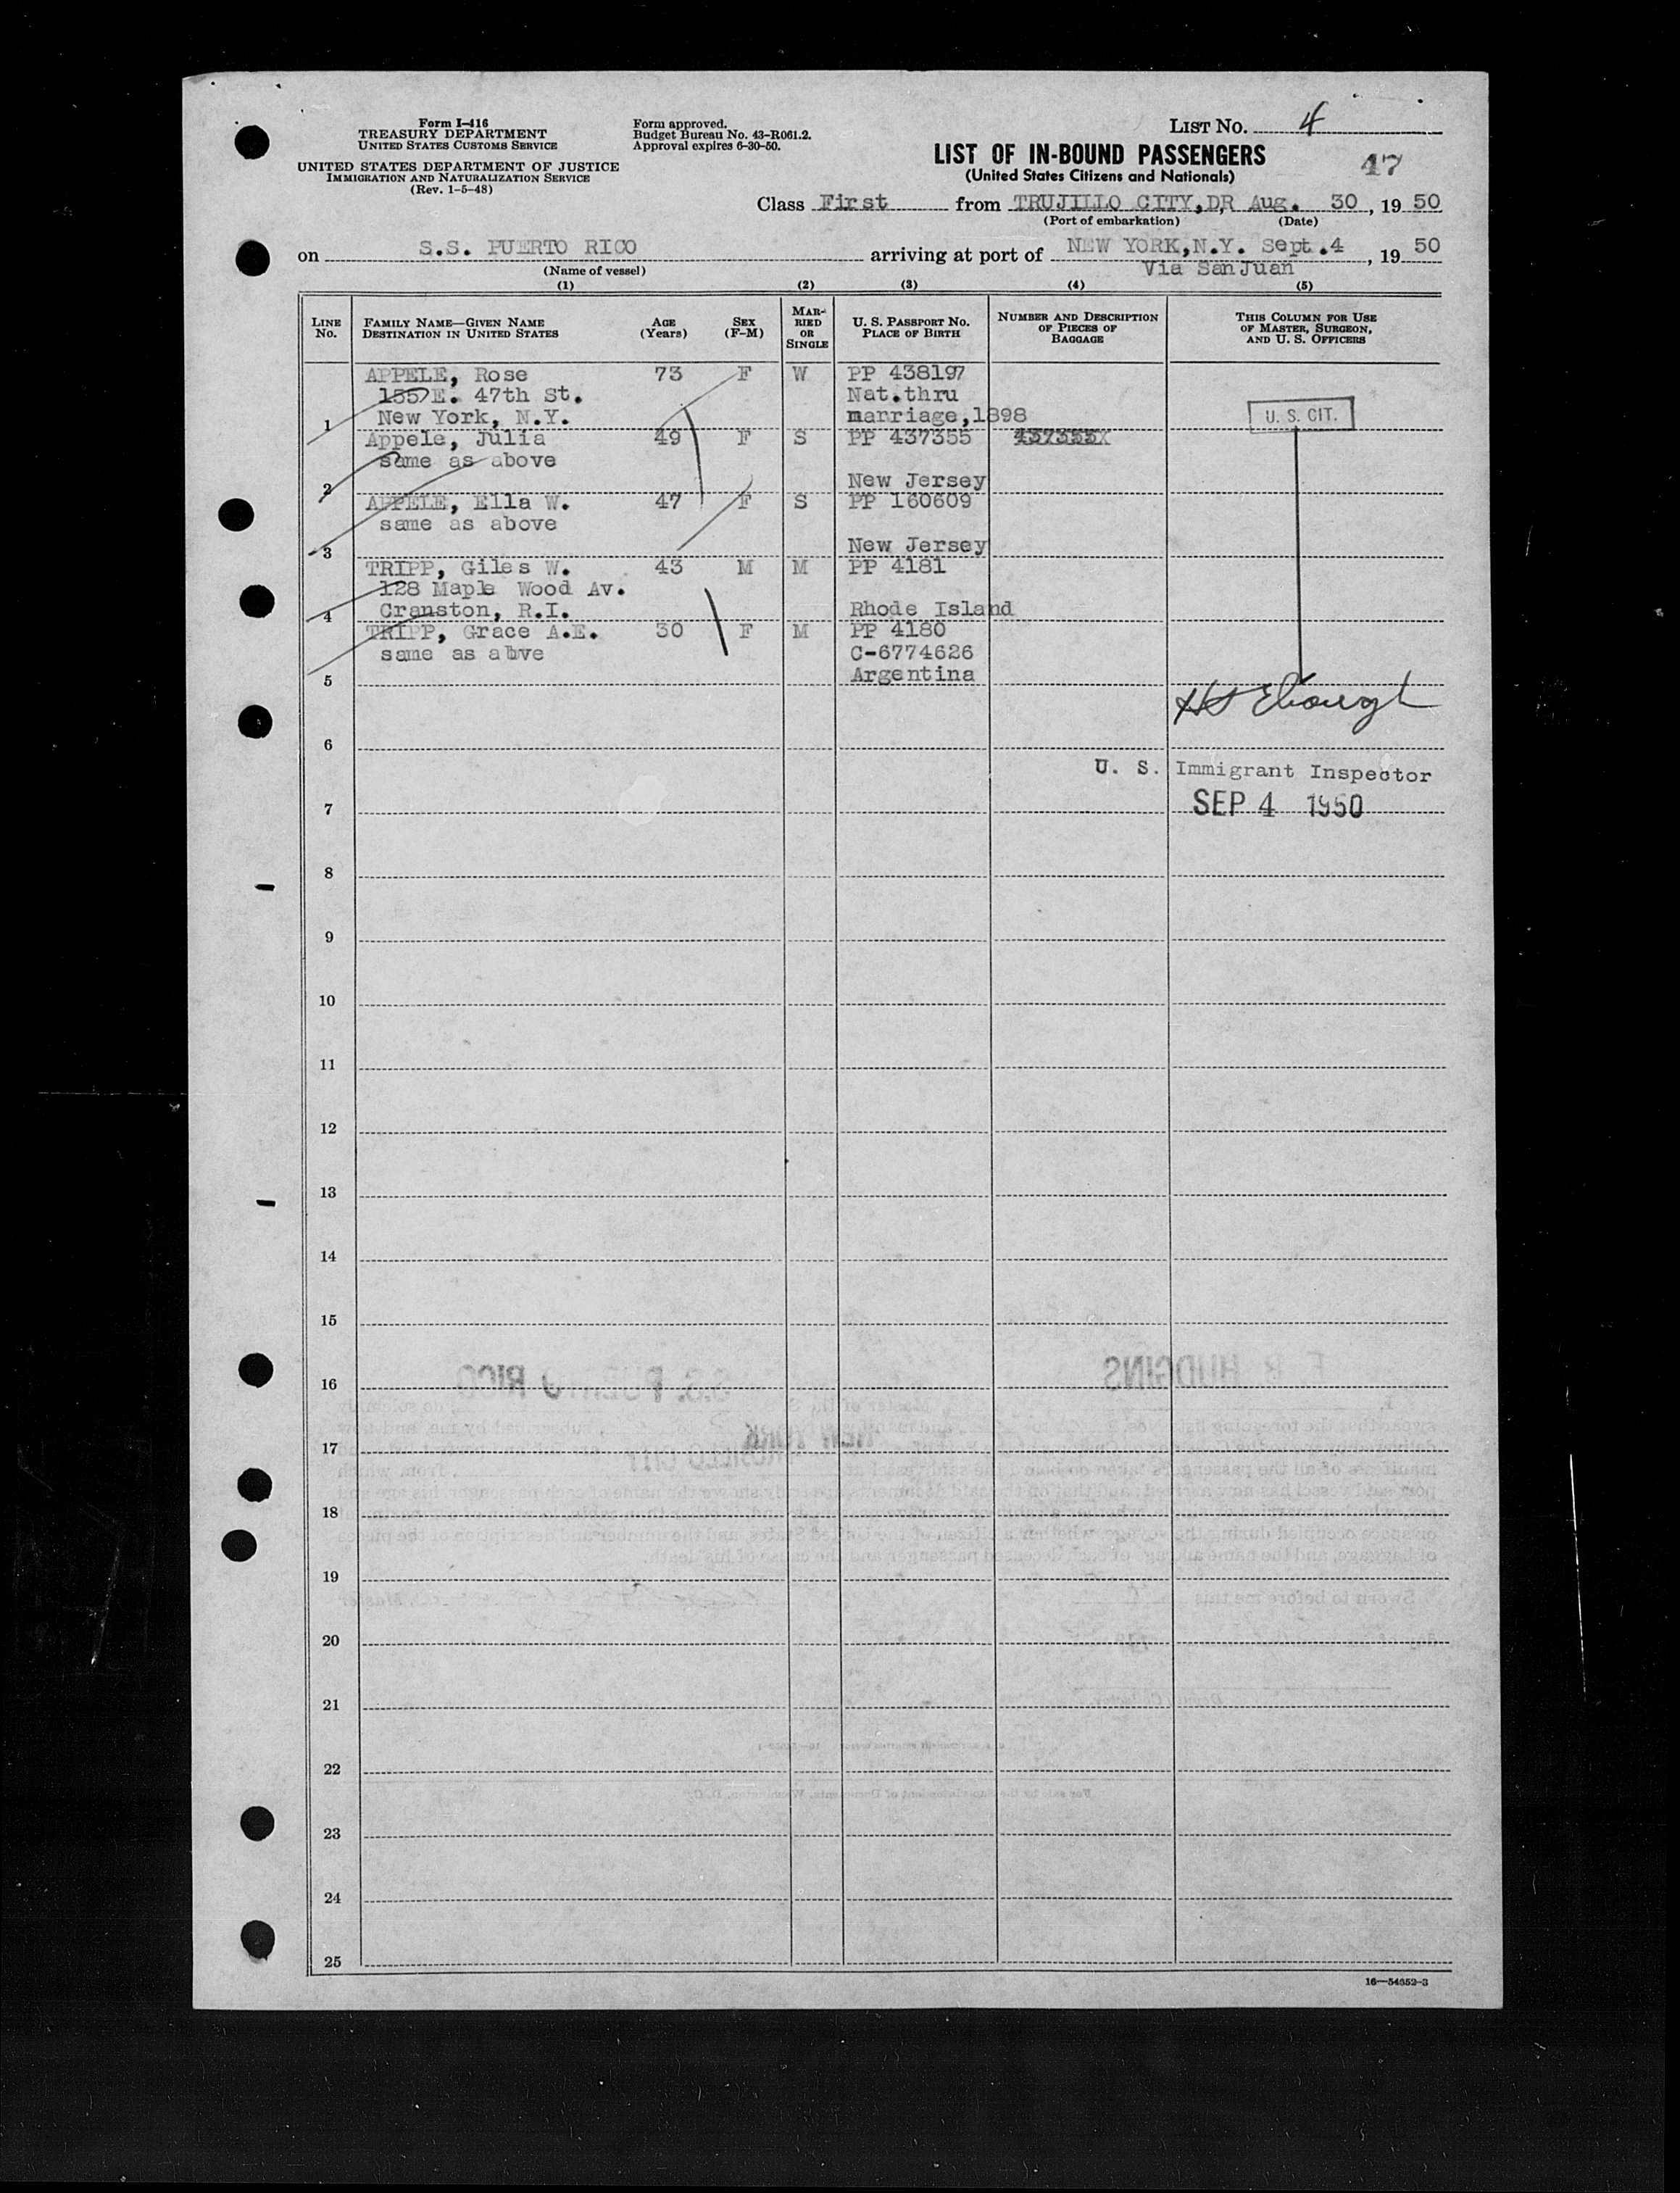 Form I-416
TREASURY DEPARTMENT
UNITED STATES CUSTOMS SERVICE
UNITED STATES DEPARTMENT OF JUSTICE
IMMIGRATION AND NATURALIZATION SERVICE
(Rev. 1-5-48)
Form approved.
Budget Bureau No. 43-R061.2.
Approval expires 6-30-50.
LIST NO. 4
LIST OF IN-BOUND PASSENGERS
47
(United States Citizens and Nationals)
Class First from TRUJILLO CITY, DR, Aug. 30, 1950
(Port of embarkation) (Date)
on S.S. PUERTO RICO arriving at port of NEW YORK, N.Y. Sept. 4, 1950
(Name of vessel) Via San Juan
(1) (2) (3) (4) (5)
LINE No. FAMILY NAME—GIVEN NAME DESTINATION IN UNITED STATES AGE (Years) SEX (F-M) MARRIED OR SINGLE U. S. PASSPORT NO. PLACE OF BIRTH NUMBER AND DESCRIPTION OF PIECES OF BAGGAGE THIS COLUMN FOR USE OF MASTER, SURGEON, AND U. S. OFFICERS
APPELE, Rose 73 F W PP 438197
155 E. 47th St. Nat.thru
1 New York, N.Y. marriage,1898 U. S. CIT.
Appele, Julia 49 F S PP 437355
same as above
2 New Jersey
APPELE, Ella W. 47 F S PP 160609
same as above
3 New Jersey
TRIPP, Giles W. 43 M M PP 4181
128 Maple Wood Av.
4 Cranston, R.I. Rhode Island
TRIPP, Grace A.E. 30 F M PP 4180
same as abve C-6774626
5 Argentina
6
U. S. Immigrant Inspector
7 SEP 4 1950
8
9
10
11
12
13
14
15
16
17
18
19
20
21
22
23
24
25
16—54652-3